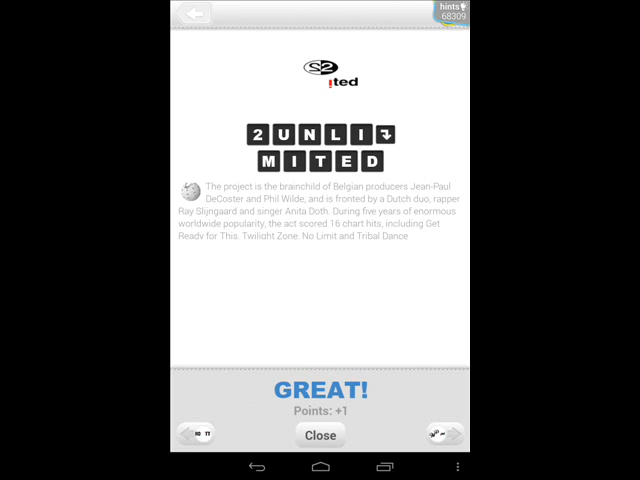 hints
68309
S2
!ted
2UNLI
MITED
The project is the brainchild of Belgian producers Jean-Paul
DeCoster and Phil Wilde, and is fronted by a Dutch duo, rapper
Ray Slijngaard and singer Anita Doth. During five years of enormous
worldwide popularity, the act scored 16 chart hits, including Get
Ready for This, Twilight Zone, No Limit and Tribal Dance
GREAT!
Points: +1
Close